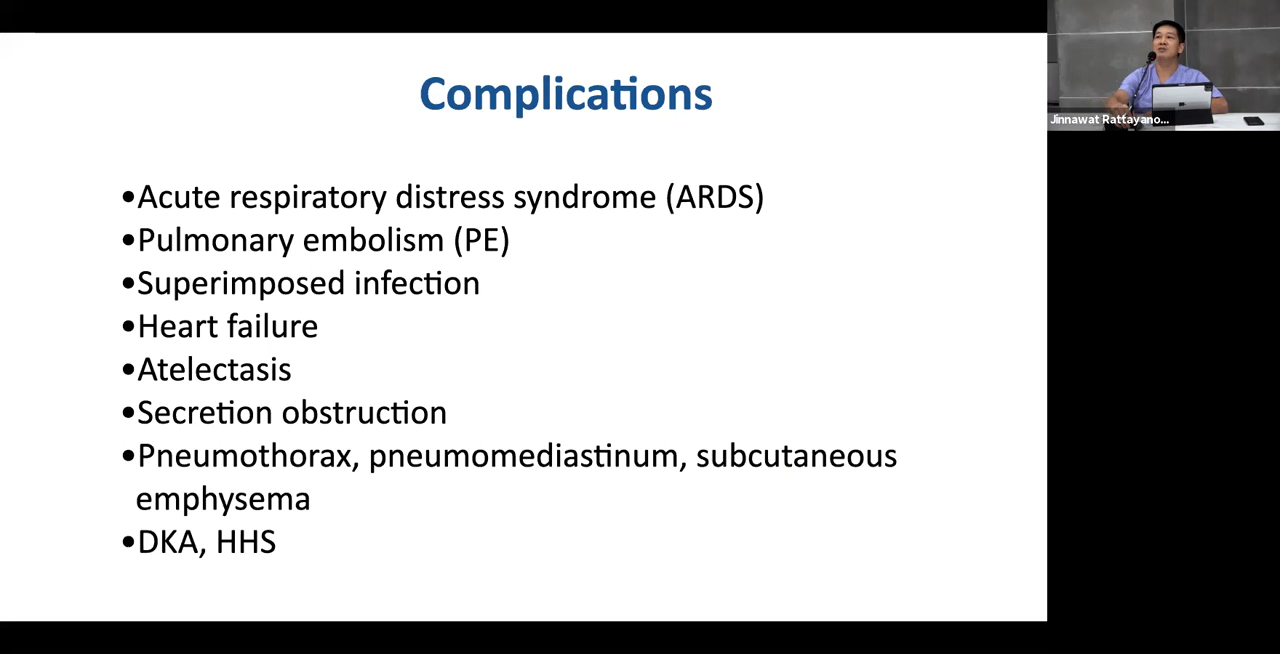 Complications
•Acute respiratory distress syndrome (ARDS)
•Pulmonary embolism (PE)
•Superimposed infection
•Heart failure
•Atelectasis
•Secretion obstruction
•Pneumothorax, pneumomediastinum, subcutaneous
emphysema
•DKA, HHS
Jinnawat Rattayano...